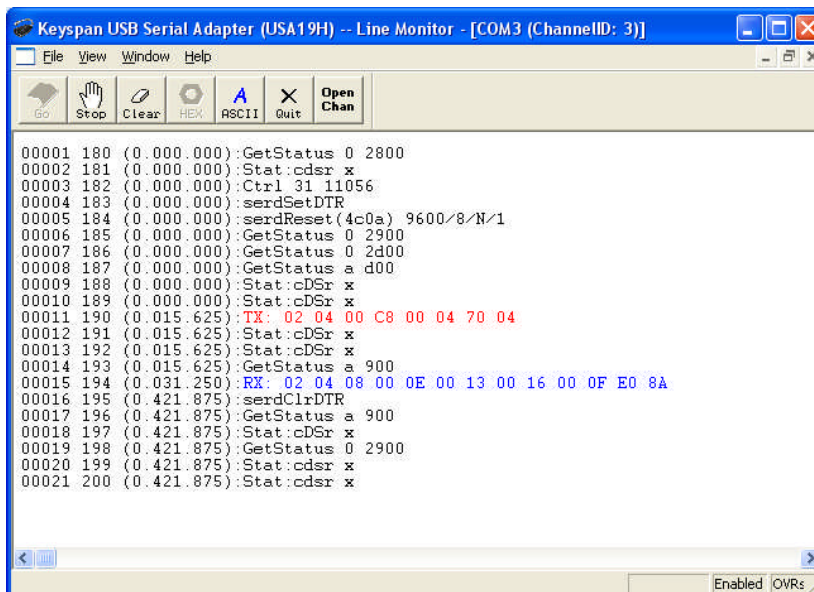 Keyspan USB Serial Adapter (USA19H) -- Line Monitor - [COM3 (ChannelID: 3)]
File View Window Help
Go Stop Clear HEX ASCII Quit Open Chan
00001 180 (0.000.000):GetStatus 0 2800
00002 181 (0.000.000):Stat:cdsr x
00003 182 (0.000.000):Ctrl 31 11056
00004 183 (0.000.000):serdSetDTR
00005 184 (0.000.000):serdReset(4c0a) 9600/8/N/1
00006 185 (0.000.000):GetStatus 0 2900
00007 186 (0.000.000):GetStatus 0 2d00
00008 187 (0.000.000):GetStatus a d00
00009 188 (0.000.000):Stat:cDSr x
00010 189 (0.000.000):Stat:cDSr x
00011 190 (0.015.625):TX: 02 04 00 C8 00 04 70 04
00012 191 (0.015.625):Stat:cDSr x
00013 192 (0.015.625):Stat:cDSr x
00014 193 (0.015.625):GetStatus a 900
00015 194 (0.031.250):RX: 02 04 08 00 0E 00 13 00 16 00 0F E0 8A
00016 195 (0.421.875):serdClrDTR
00017 196 (0.421.875):GetStatus a 900
00018 197 (0.421.875):Stat:cDSr x
00019 198 (0.421.875):GetStatus 0 2900
00020 199 (0.421.875):Stat:cdsr x
00021 200 (0.421.875):Stat:cdsr x
Enabled OVRs